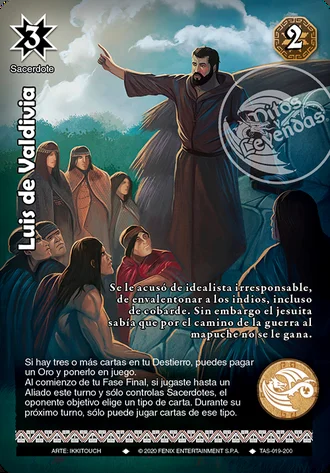 3
2
Sacerdote
Mitos y Leyendas
Luis de Valdivia
Se le acusó de idealista irresponsable,
de envalentonar a los indios, incluso
de cobarde. Sin embargo el jesuita
sabía que por el camino de la guerra al
mapuche no se le gana.
Si hay tres o más cartas en tu Destierro, puedes pagar
un Oro y ponerlo en juego.
Al comienzo de tu Fase Final, si jugaste hasta un
Aliado este turno y sólo controlas Sacerdotes, el
oponente objetivo elige un tipo de carta. Durante su
próximo turno, sólo puede jugar cartas de ese tipo.
ARTE: IKKITOUCH ◆ © 2020 FENIX ENTERTAINMENT S.P.A. ◆ TAS-019-200